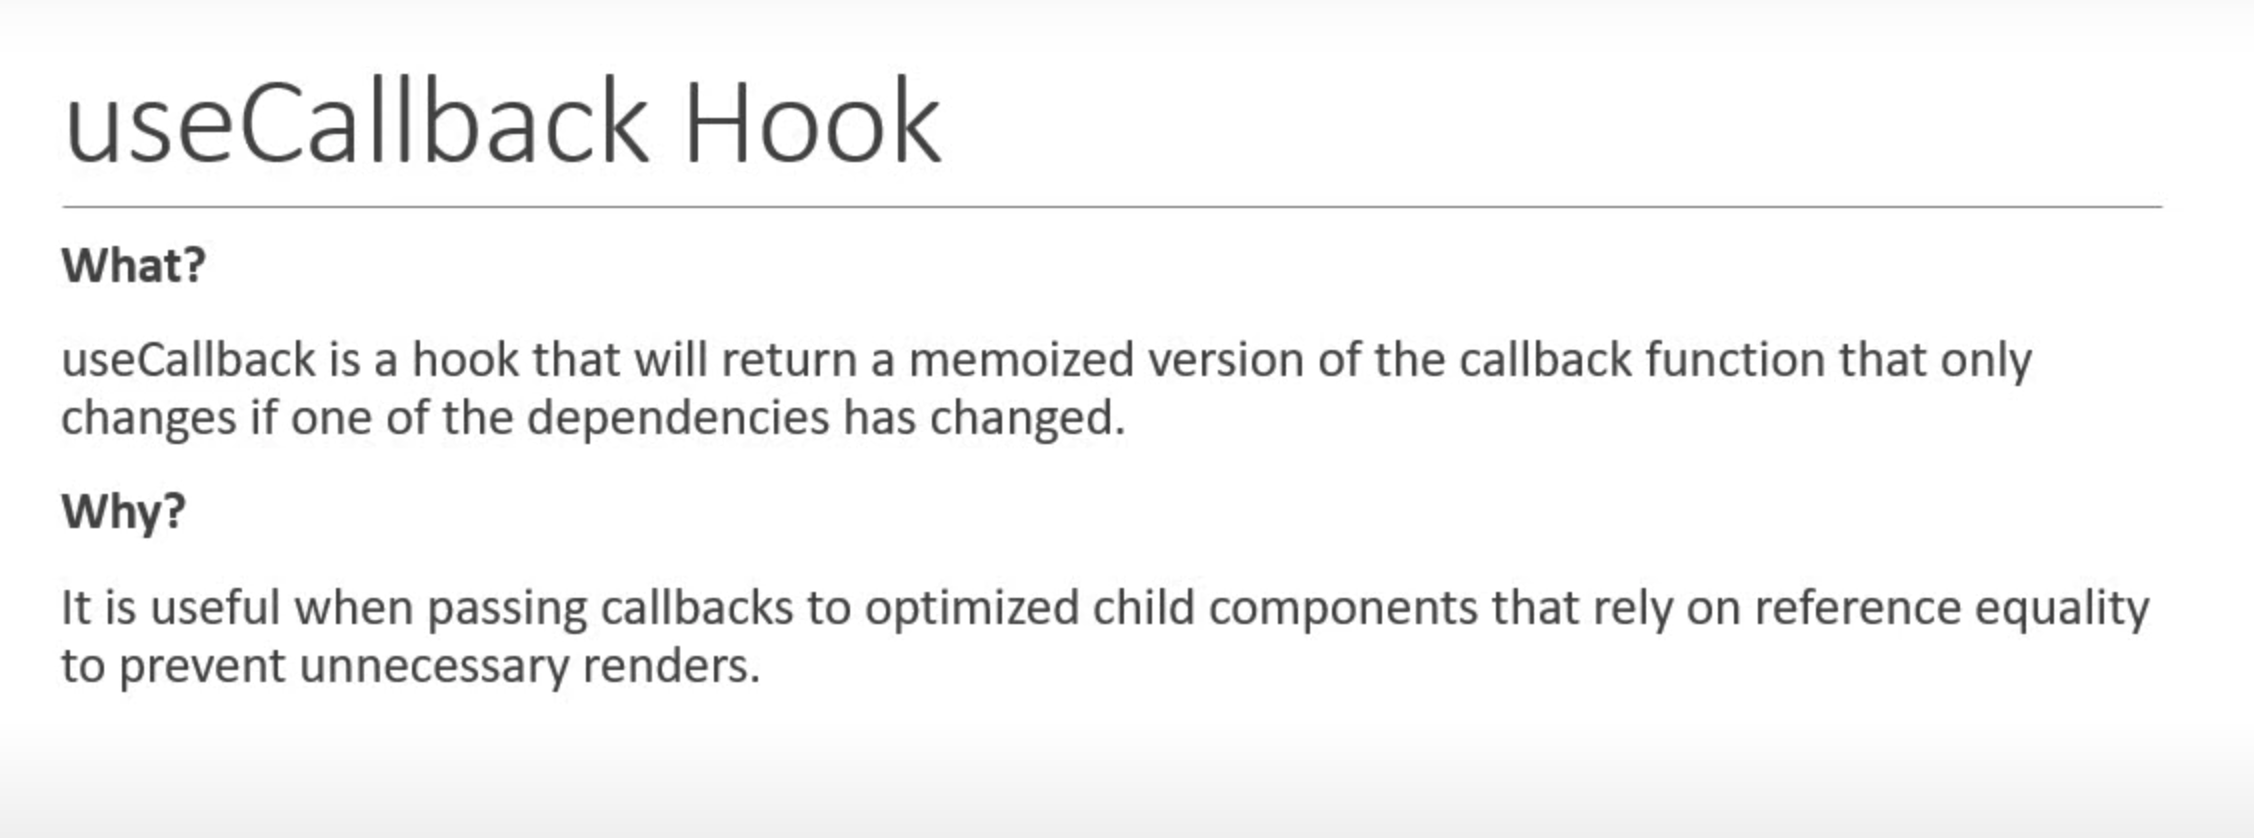 useCallback Hook
What?
useCallback is a hook that will return a memoized version of the callback function that only
changes if one of the dependencies has changed.
Why?
It is useful when passing callbacks to optimized child components that rely on reference equality
to prevent unnecessary renders.